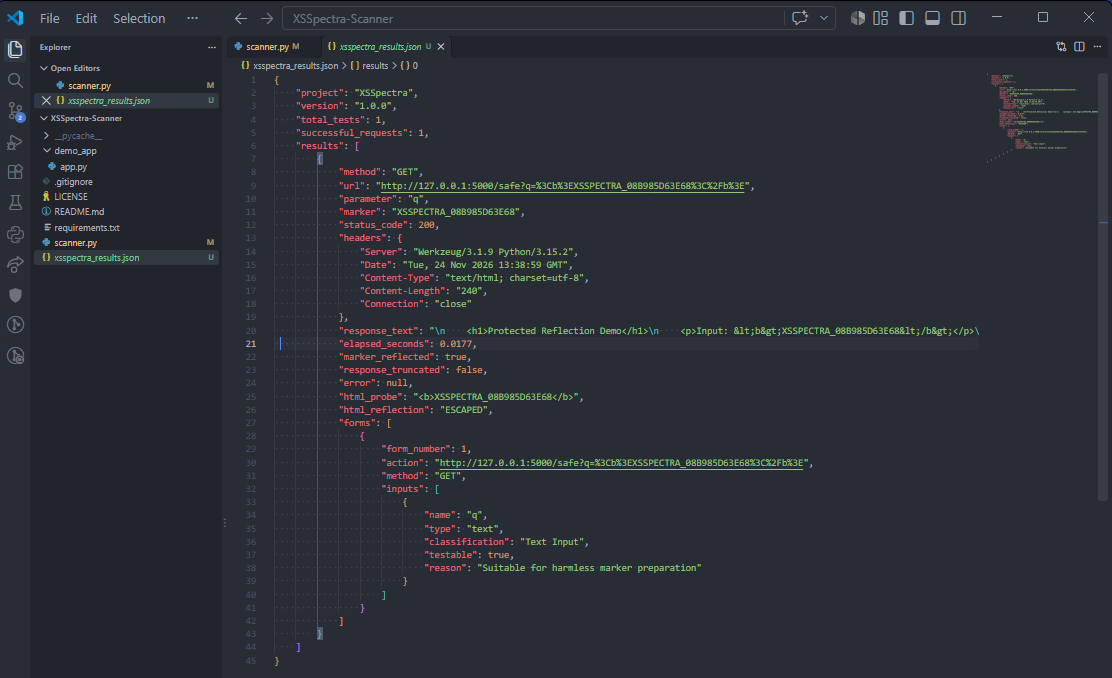 File Edit Selection ··· XSSpectra-Scanner
Explorer ···
Open Editors
scanner.py M
xsspectra_results.json U
XSSpectra-Scanner
__pycache__
demo_app
app.py
.gitignore
LICENSE
README.md
requirements.txt
scanner.py M
xsspectra_results.json U
2
scanner.py M xsspectra_results.json U
xsspectra_results.json > [ ] results > { } 0
1 {
2 "project": "XSSpectra",
3 "version": "1.0.0",
4 "total_tests": 1,
5 "successful_requests": 1,
6 "results": [
7 {
8 "method": "GET",
9 "url": "http://127.0.0.1:5000/safe?q=%3Cb%3EXSSPECTRA_08B985D63E68%3C%2Fb%3E",
10 "parameter": "q",
11 "marker": "XSSPECTRA_08B985D63E68",
12 "status_code": 200,
13 "headers": {
14 "Server": "Werkzeug/3.1.9 Python/3.15.2",
15 "Date": "Tue, 24 Nov 2026 13:38:59 GMT",
16 "Content-Type": "text/html; charset=utf-8",
17 "Content-Length": "240",
18 "Connection": "close"
19 },
20 "response_text": "\n    <h1>Protected Reflection Demo</h1>\n    <p>Input: &lt;b&gt;XSSPECTRA_08B985D63E68&lt;/b&gt;</p>\
21 "elapsed_seconds": 0.0177,
22 "marker_reflected": true,
23 "response_truncated": false,
24 "error": null,
25 "html_probe": "<b>XSSPECTRA_08B985D63E68</b>",
26 "html_reflection": "ESCAPED",
27 "forms": [
28 {
29 "form_number": 1,
30 "action": "http://127.0.0.1:5000/safe?q=%3Cb%3EXSSPECTRA_08B985D63E68%3C%2Fb%3E",
31 "method": "GET",
32 "inputs": [
33 {
34 "name": "q",
35 "type": "text",
36 "classification": "Text Input",
37 "testable": true,
38 "reason": "Suitable for harmless marker preparation"
39 }
40 ]
41 }
42 ]
43 }
44 ]
45 }